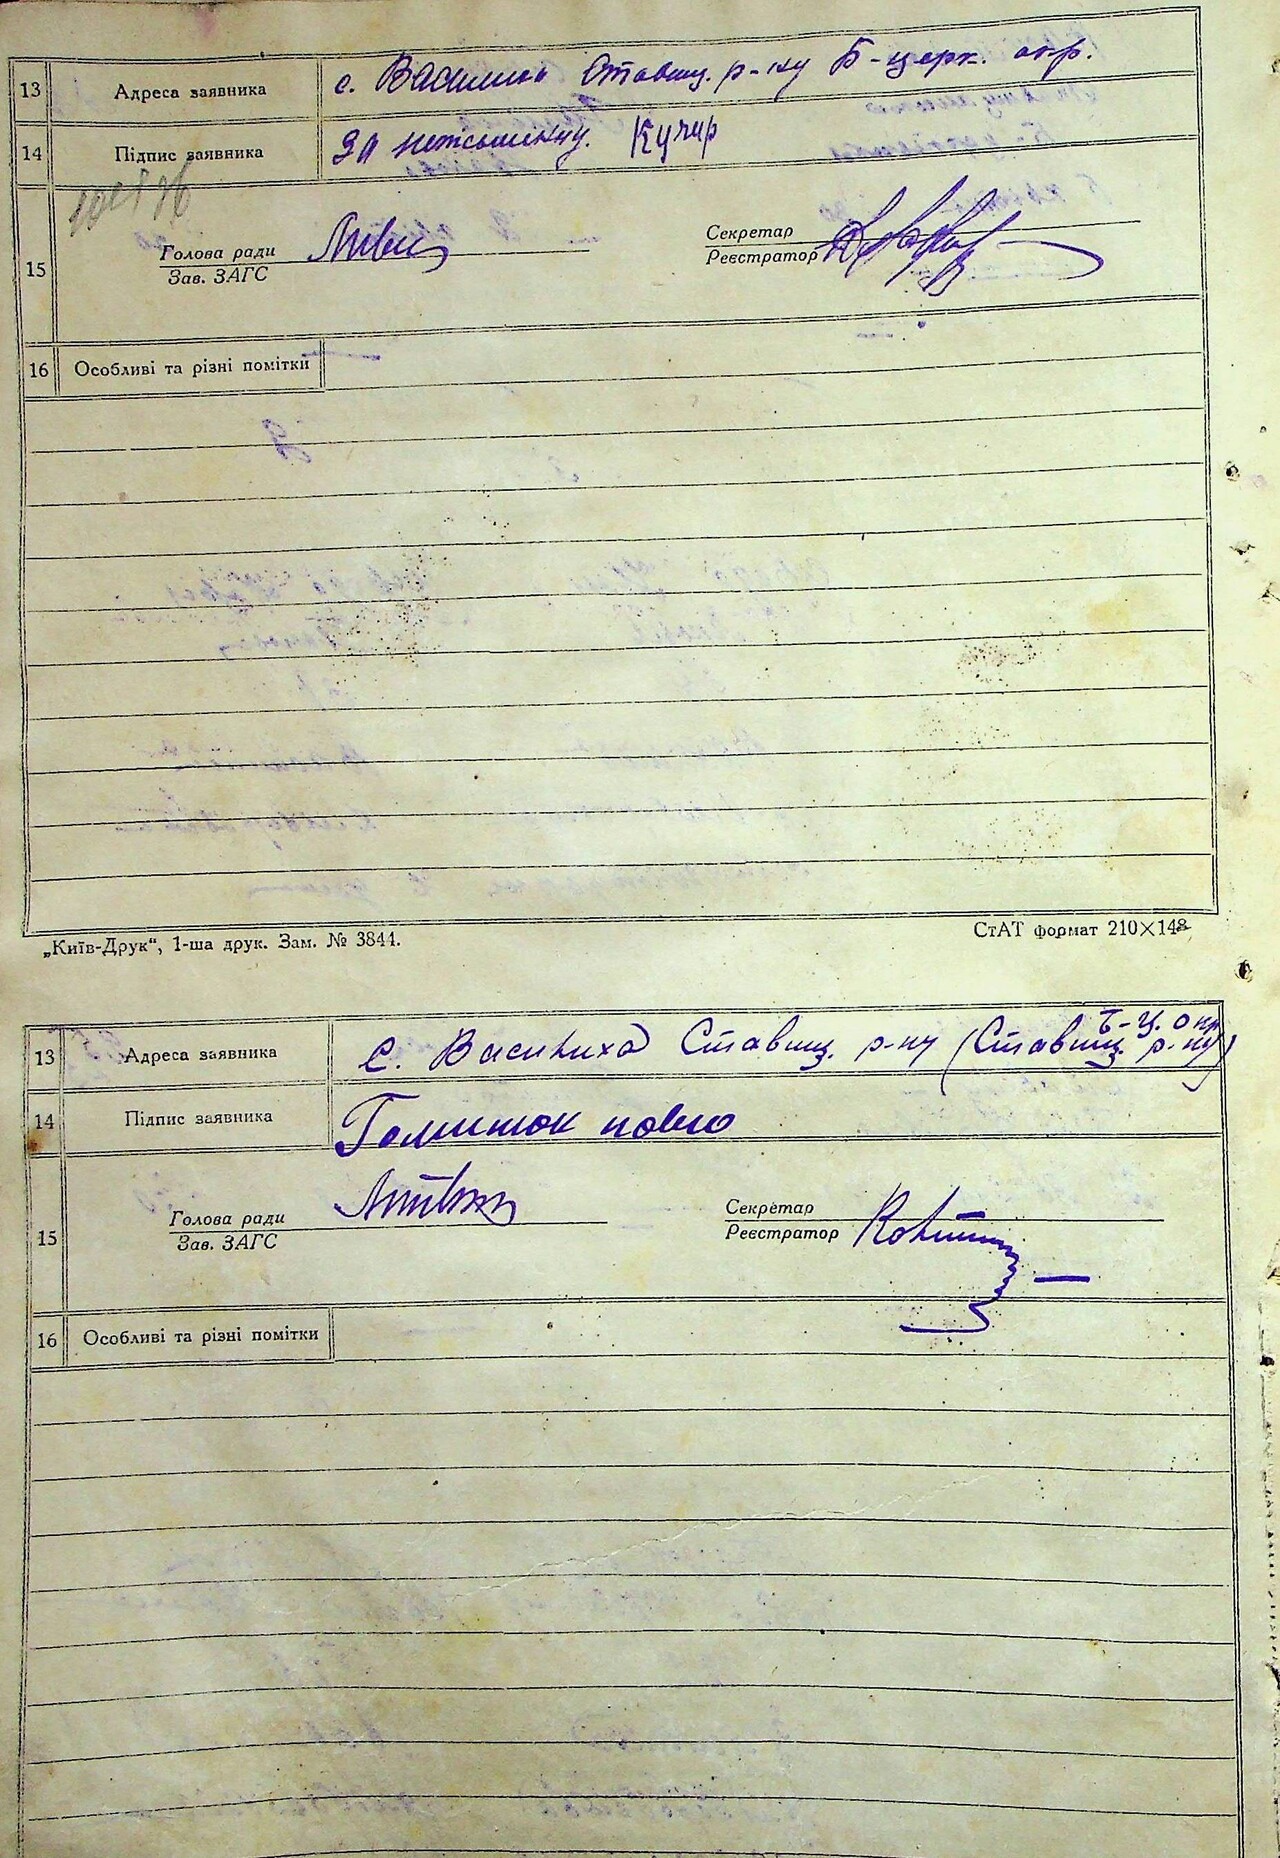 13 Адреса заявника с. Василиха Ставищ. р-ну Б-церк. окр.
14 Підпис заявника за неписьменну. Кучир
15 Голова ради Секретар
Зав. ЗАГС Реєстратор
16 Особливі та різні помітки
„Київ-Друк“, 1-ша друк. Зам. № 3844.
СтАТ формат 210×148
Б-Ц. окр
13 Адреса заявника с. Василиха Ставищ. р-ну (Ставищ. р-ну)
14 Підпис заявника
15 Голова ради Секретар
Зав. ЗАГС Реєстратор
16 Особливі та різні помітки